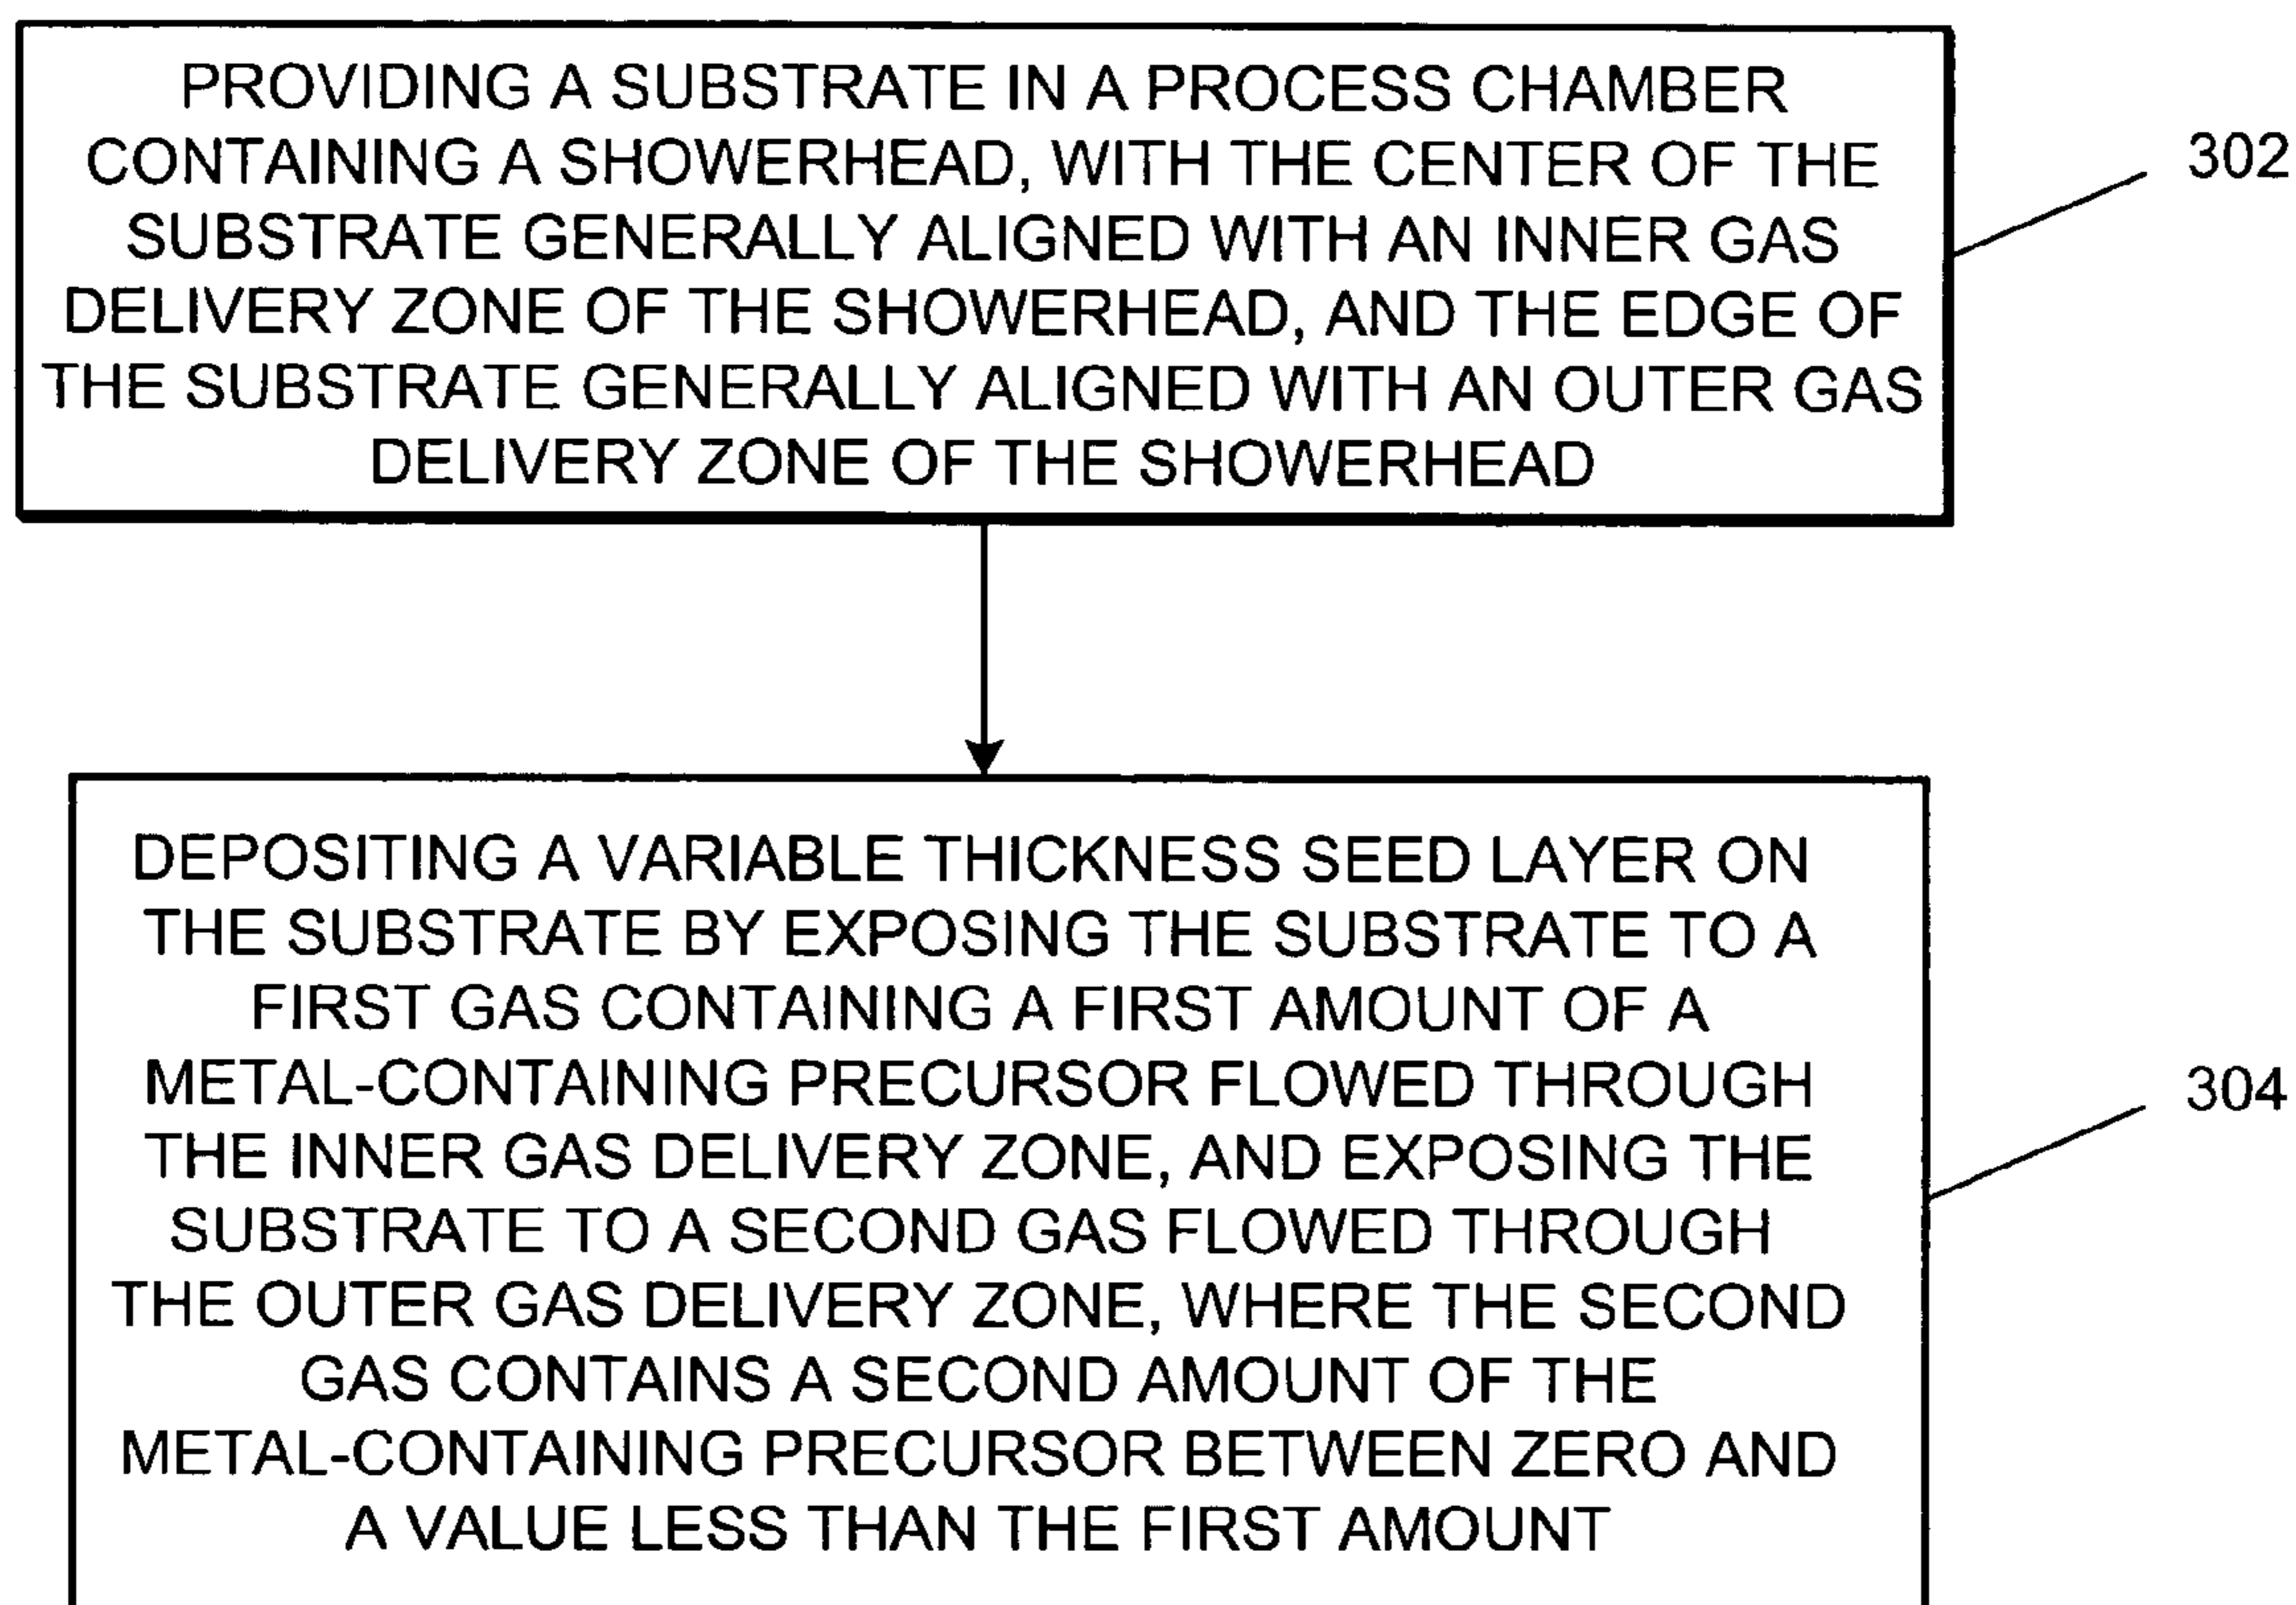 PROVIDING A SUBSTRATE IN A PROCESS CHAMBER
CONTAINING A SHOWERHEAD, WITH THE CENTER OF THE
SUBSTRATE GENERALLY ALIGNED WITH AN INNER GAS
DELIVERY ZONE OF THE SHOWERHEAD, AND THE EDGE OF
THE SUBSTRATE GENERALLY ALIGNED WITH AN OUTER GAS
DELIVERY ZONE OF THE SHOWERHEAD
302
DEPOSITING A VARIABLE THICKNESS SEED LAYER ON
THE SUBSTRATE BY EXPOSING THE SUBSTRATE TO A
FIRST GAS CONTAINING A FIRST AMOUNT OF A
METAL-CONTAINING PRECURSOR FLOWED THROUGH
THE INNER GAS DELIVERY ZONE, AND EXPOSING THE
SUBSTRATE TO A SECOND GAS FLOWED THROUGH
THE OUTER GAS DELIVERY ZONE, WHERE THE SECOND
GAS CONTAINS A SECOND AMOUNT OF THE
METAL-CONTAINING PRECURSOR BETWEEN ZERO AND
A VALUE LESS THAN THE FIRST AMOUNT
304